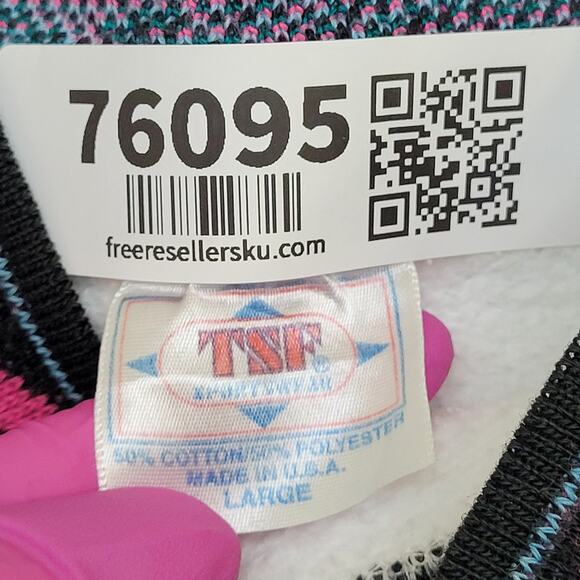 76095
freeresellersku.com
TSF®
SPORTSWEAR
50% COTTON/50% POLYESTER
MADE IN U.S.A.
LARGE